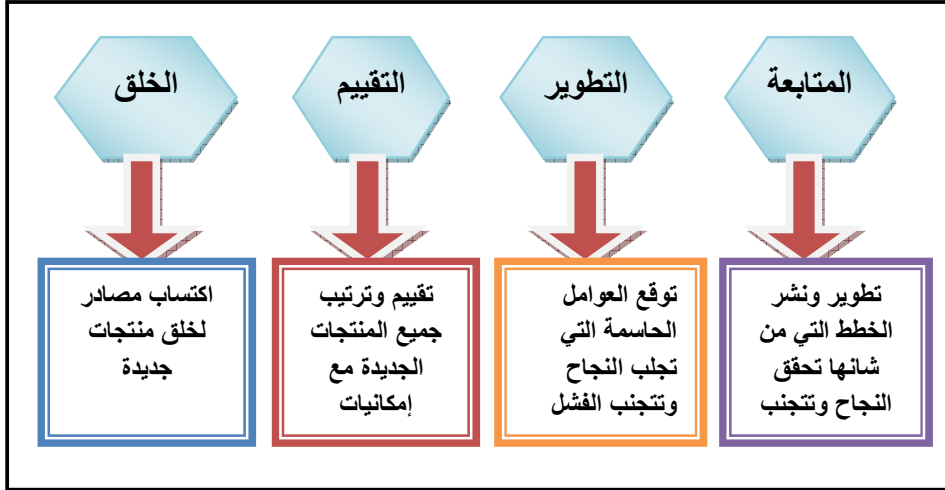 المتابعة
التطوير
التقييم
الخلق
تطوير ونشر
الخطط التي من
شانها تحقق
النجاح وتتجنب
توقع العوامل
الحاسمة التي
تجلب النجاح
وتتجنب الفشل
تقييم وترتيب
جميع المنتجات
الجديدة مع
إمكانيات
اكتساب مصادر
لخلق منتجات
جديدة